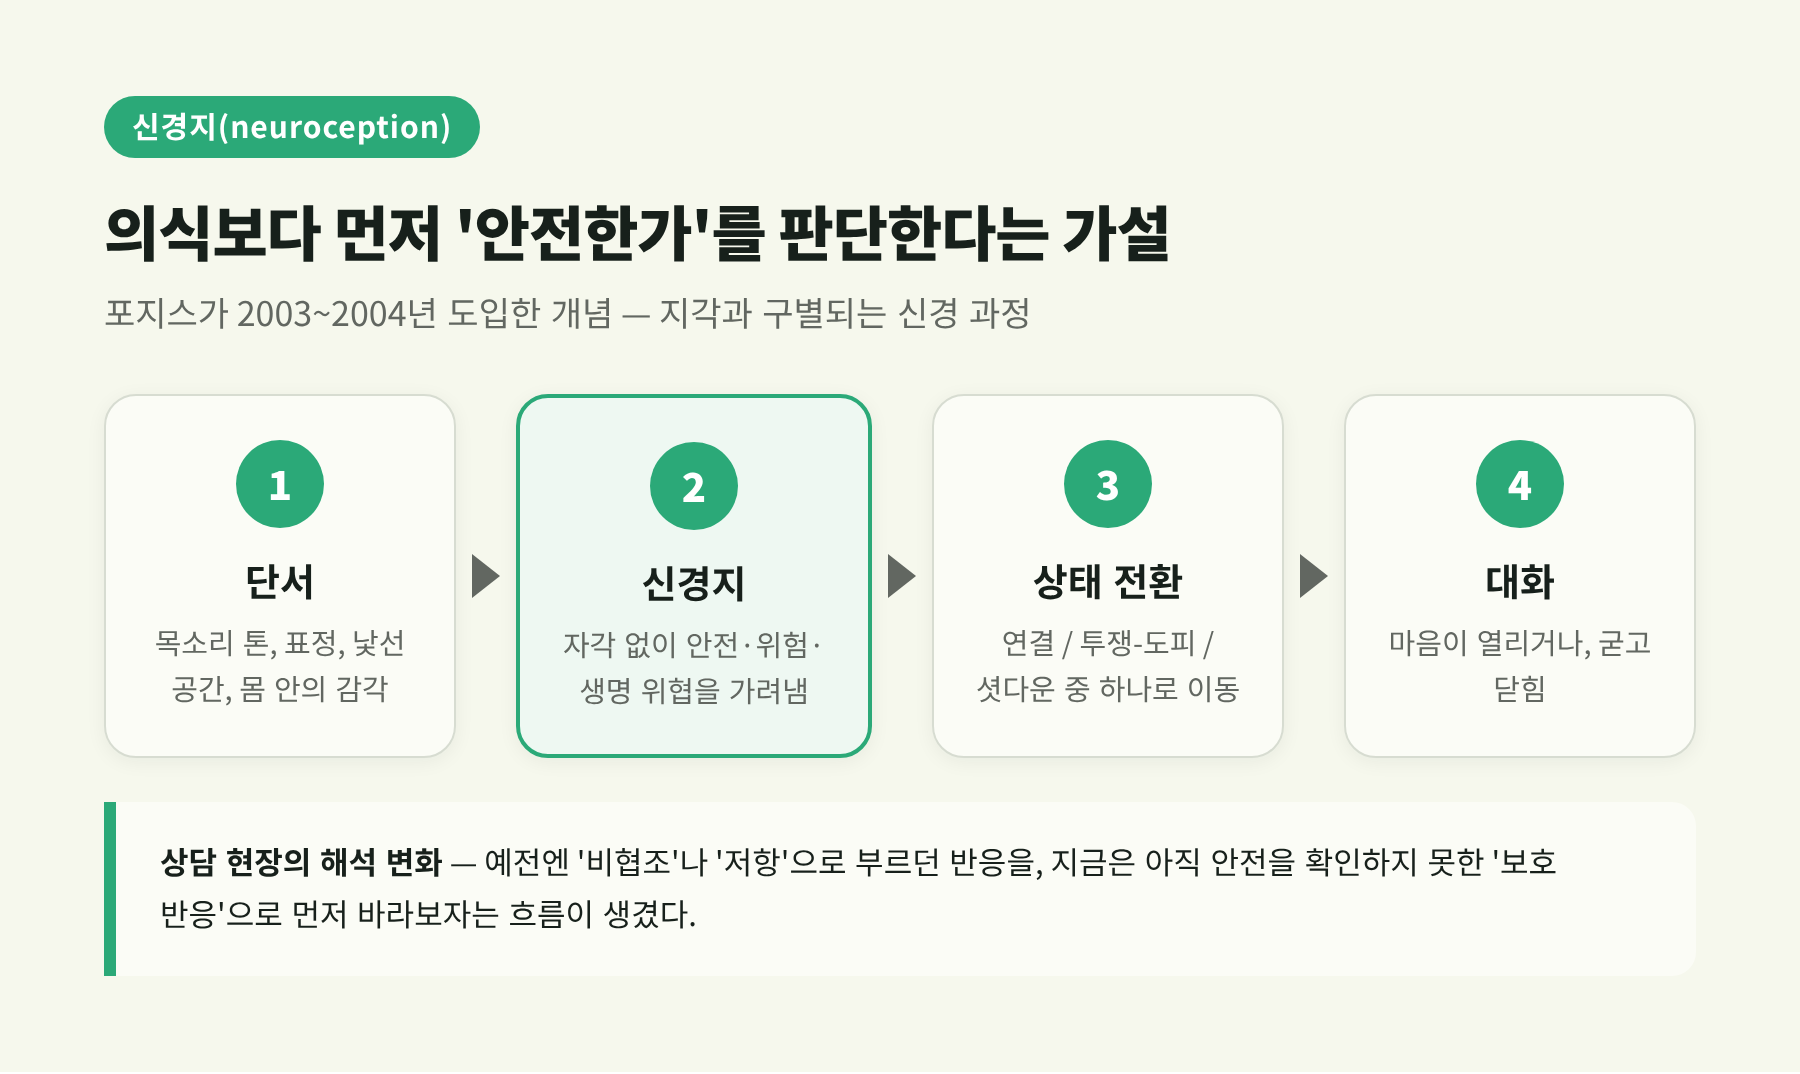 신경지(neuroception)
의식보다 먼저 '안전한가'를 판단한다는 가설
포지스가 2003~2004년 도입한 개념 — 지각과 구별되는 신경 과정
1
단서
목소리 톤, 표정, 낯선
공간, 몸 안의 감각
2
신경지
자각 없이 안전·위험·
생명 위협을 가려냄
3
상태 전환
연결 / 투쟁-도피 /
셧다운 중 하나로 이동
4
대화
마음이 열리거나, 굳고
닫힘
상담 현장의 해석 변화 — 예전엔 '비협조'나 '저항'으로 부르던 반응을, 지금은 아직 안전을 확인하지 못한 '보호
반응'으로 먼저 바라보자는 흐름이 생겼다.